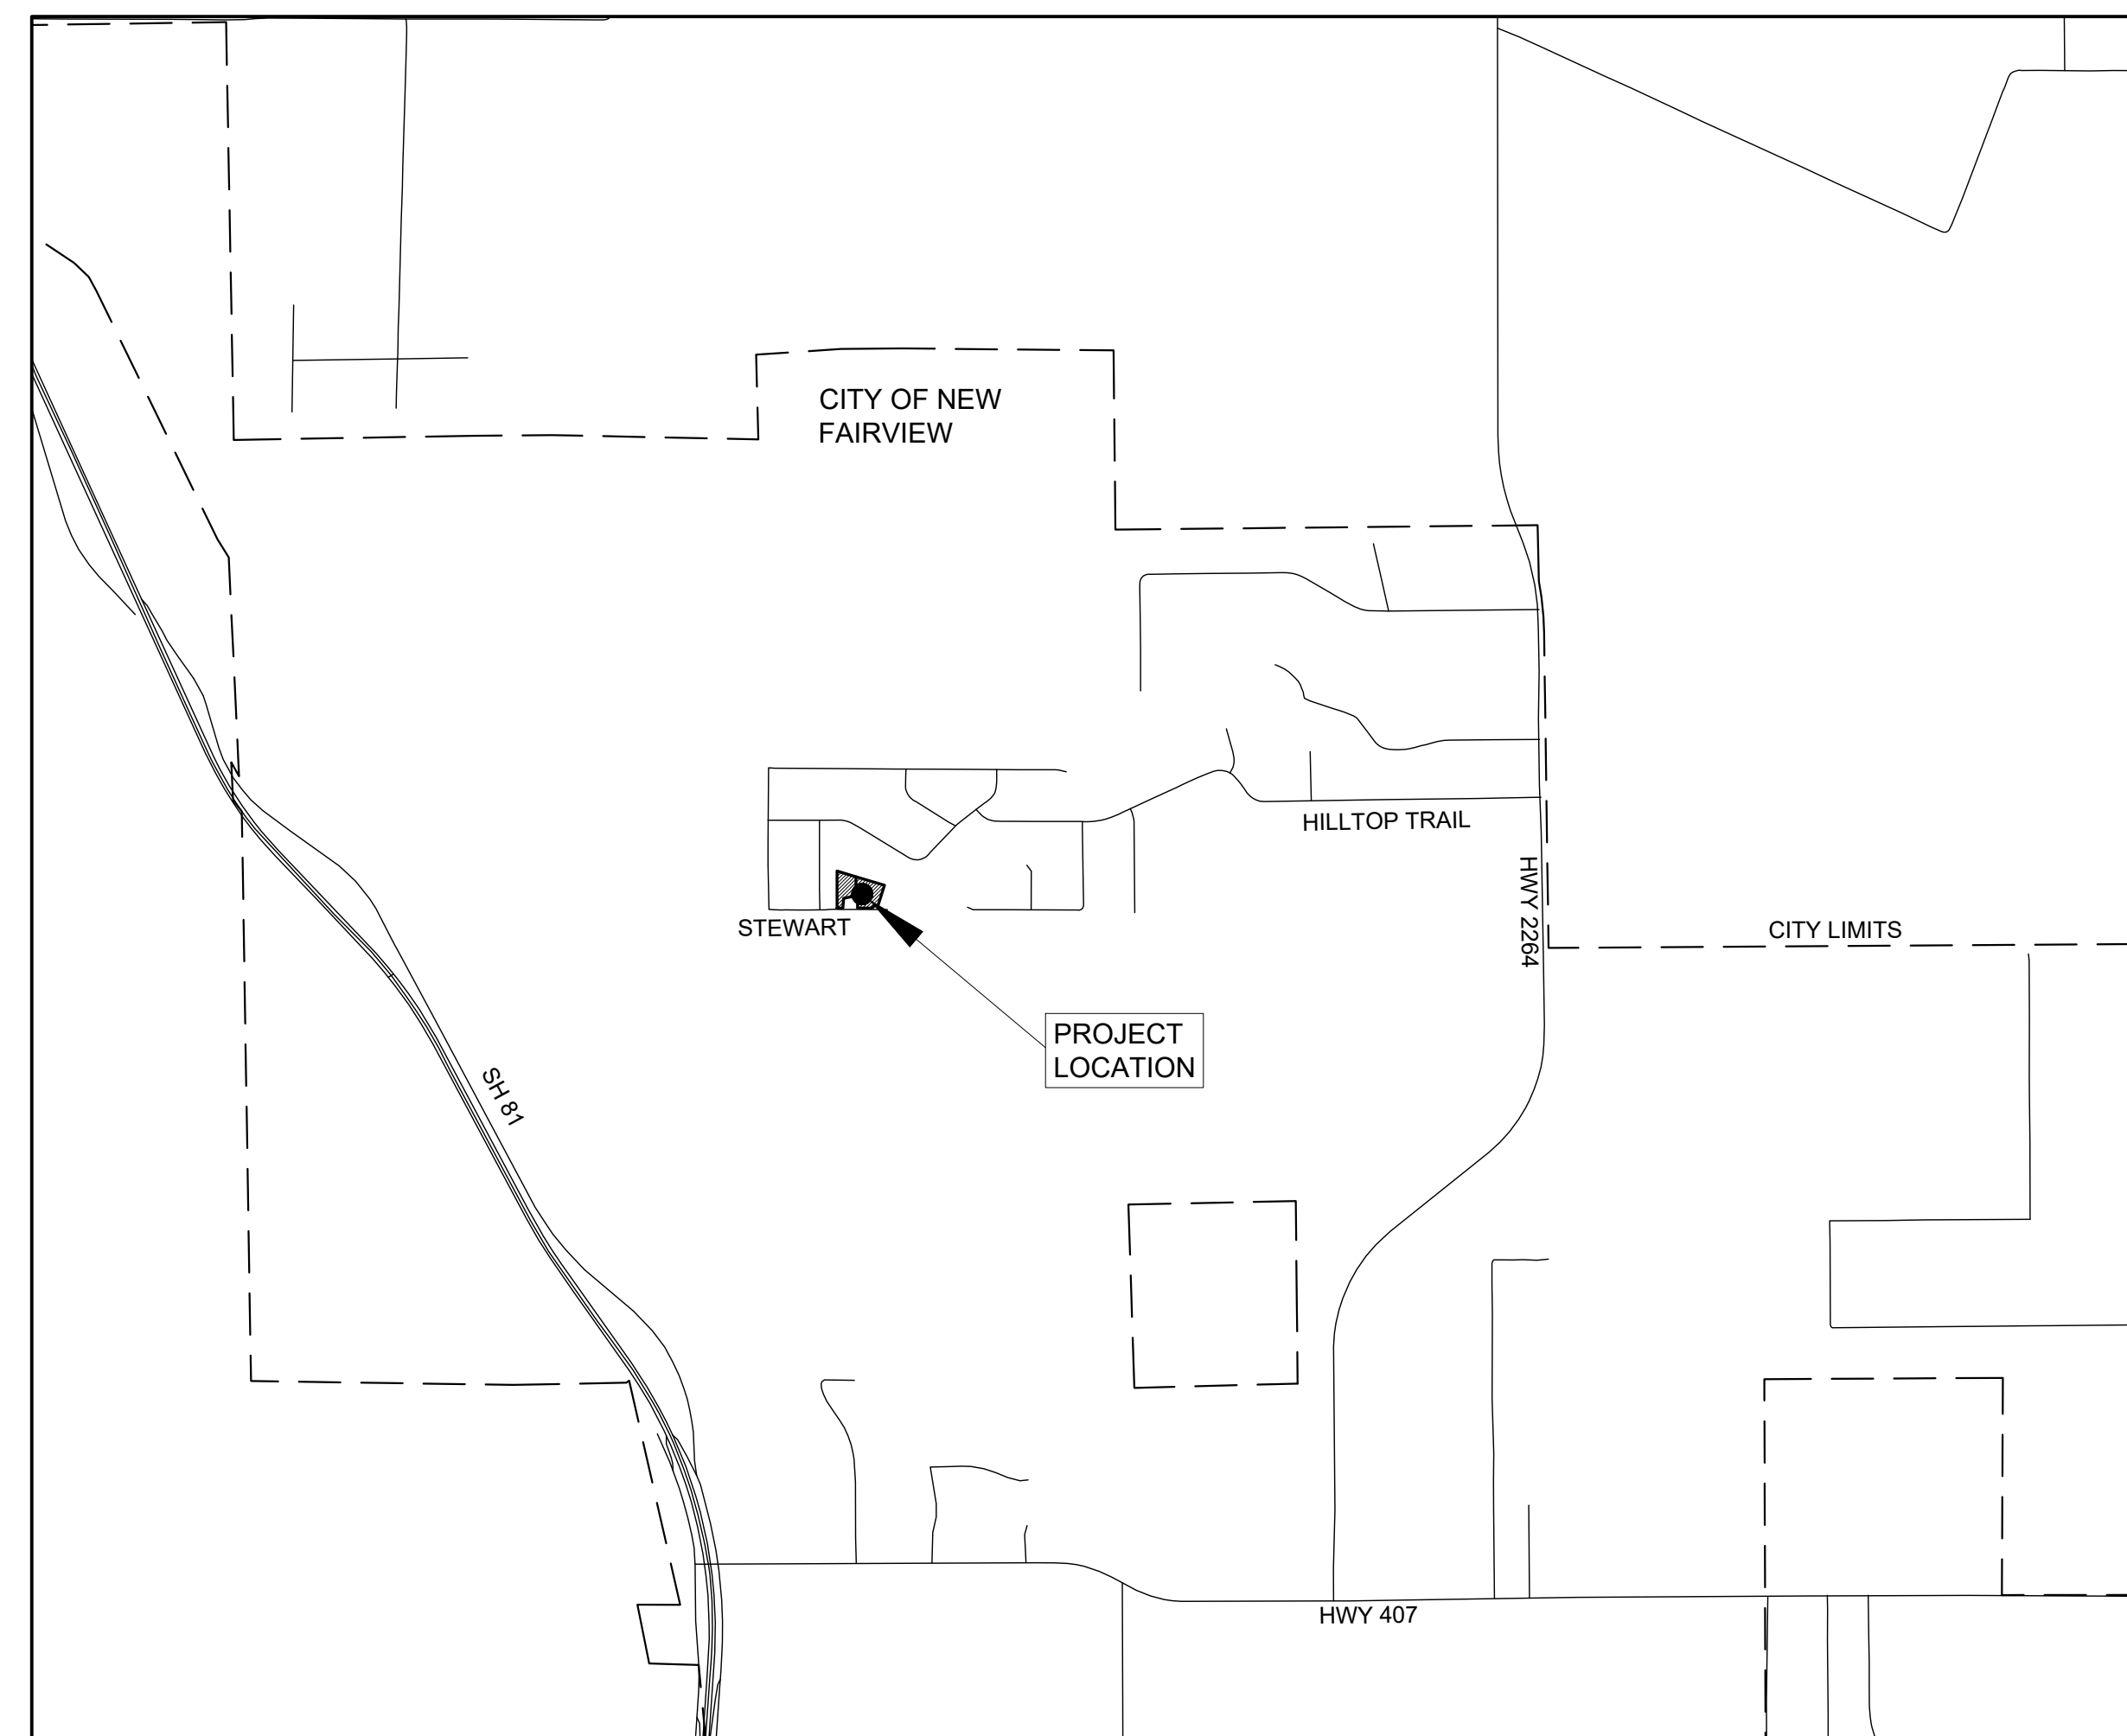 CITY OF NEW
FAIRVIEW
HILLTOP TRAIL
HWY 2264
STEWART
CITY LIMITS
PROJECT
LOCATION
SH 81
HWY 407